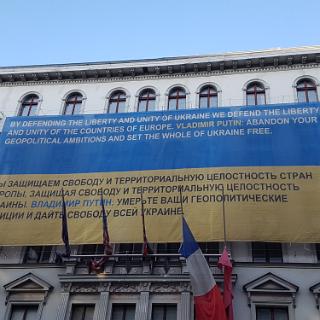 BY DEFENDING THE LIBERTY AND UNITY OF UKRAINE WE DEFEND THE LIBERTY
AND UNITY OF THE COUNTRIES OF EUROPE. VLADIMIR PUTIN: ABANDON YOUR
GEOPOLITICAL AMBITIONS AND SET THE WHOLE OF UKRAINE FREE.
Ы ЗАЩИЩАЕМ СВОБОДУ И ТЕРРИТОРИАЛЬНУЮ ЦЕЛОСТНОСТЬ СТРАН
РОПЫ, ЗАЩИЩАЯ СВОБОДУ И ТЕРРИТОРИАЛЬНУЮ ЦЕЛОСТНОСТЬ
АИНЫ. ВЛАДИМИР ПУТИН: УМЕРЬТЕ ВАШИ ГЕОПОЛИТИЧЕСКИЕ
ИЦИИ И ДАЙТЕ СВОБОДУ ВСЕЙ УКРАИНЕ.